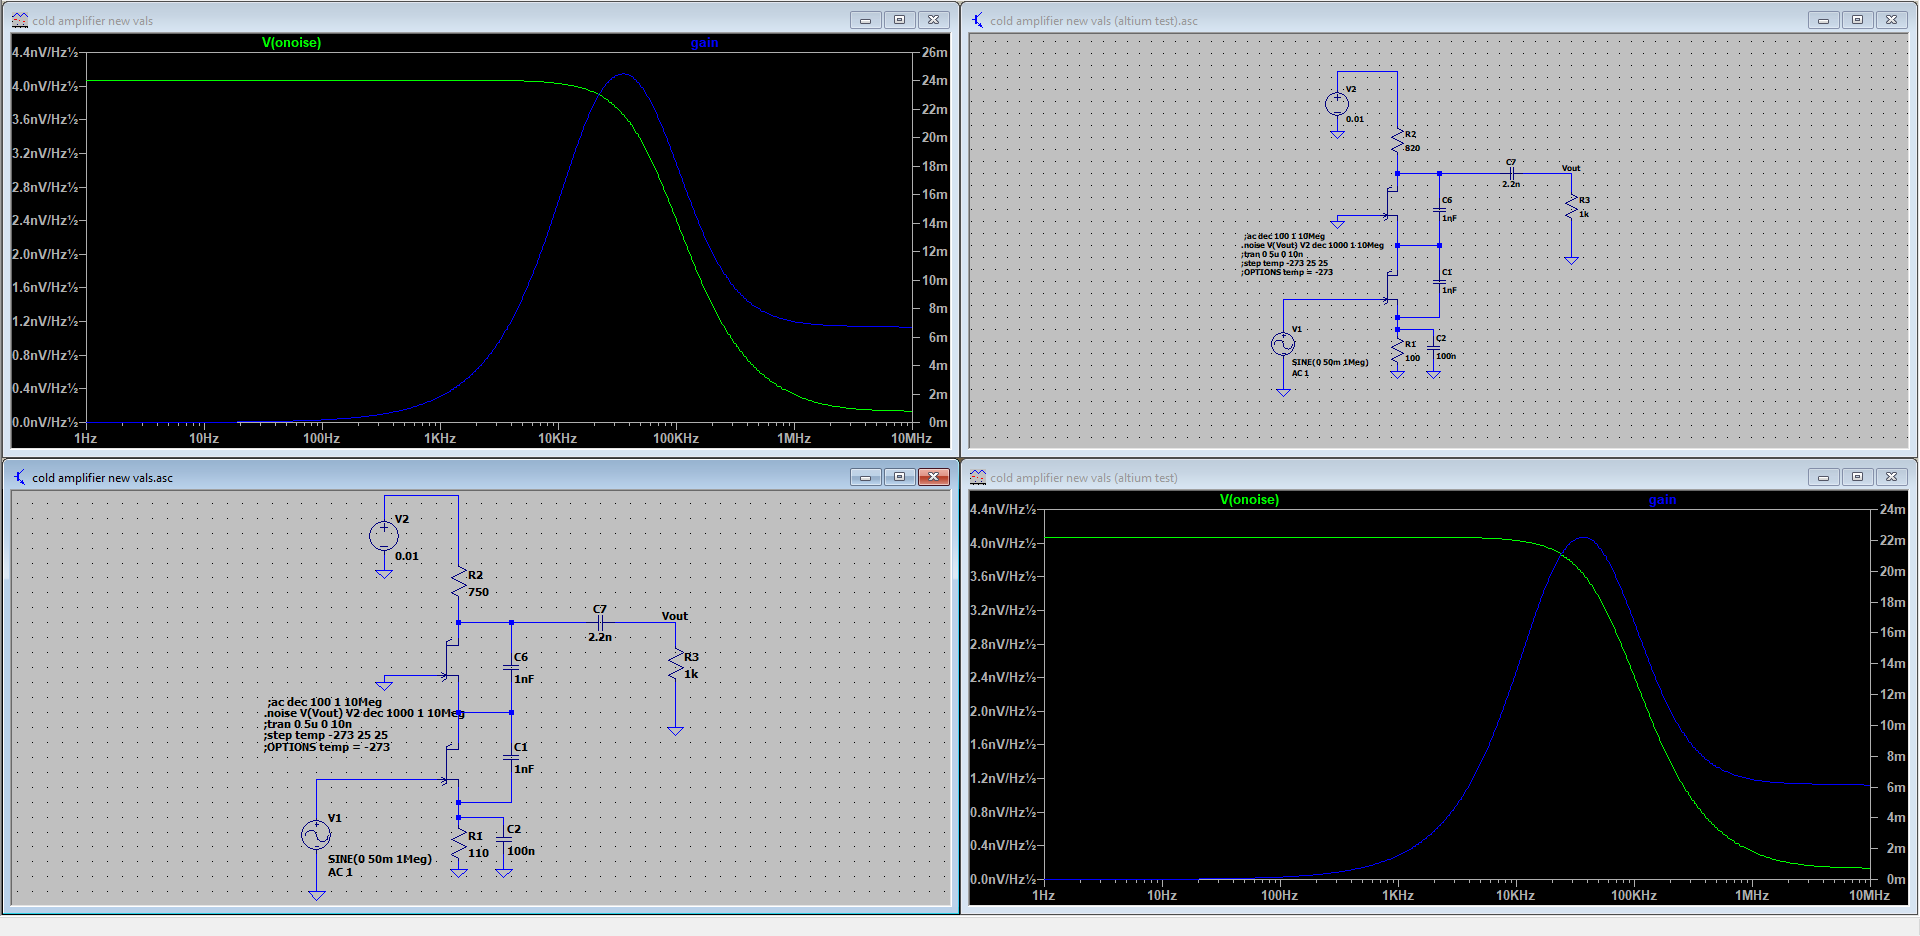 cold amplifier new vals
V(onoise)
gain
4.4nV/Hz½
4.0nV/Hz½
3.6nV/Hz½
3.2nV/Hz½
2.8nV/Hz½
2.4nV/Hz½
2.0nV/Hz½
1.6nV/Hz½
1.2nV/Hz½
0.8nV/Hz½
0.4nV/Hz½
0.0nV/Hz½
26m
24m
22m
20m
18m
16m
14m
12m
10m
8m
6m
4m
2m
0m
1Hz
10Hz
100Hz
1KHz
10KHz
100KHz
1MHz
10MHz
cold amplifier new vals (altium test).asc
V2
0.01
R2
820
C7
2.2n
Vout
R3
1k
C6
1nF
;ac dec 100 1 10Meg
.noise V(Vout) V2 dec 1000 1 10Meg
;tran 0 5u 0 10n
;step temp -273 25 25
;OPTIONS temp = -273
C1
1nF
V1
SINE(0 50m 1Meg)
AC 1
R1
100
C2
100n
cold amplifier new vals.asc
V2
0.01
R2
750
C7
2.2n
Vout
R3
1k
C6
1nF
;ac dec 100 1 10Meg
.noise V(Vout) V2 dec 1000 1 10Meg
;tran 0 5u 0 10n
;step temp -273 25 25
;OPTIONS temp = -273
C1
1nF
V1
SINE(0 50m 1Meg)
AC 1
R1
110
C2
100n
cold amplifier new vals (altium test)
V(onoise)
gain
4.4nV/Hz½
4.0nV/Hz½
3.6nV/Hz½
3.2nV/Hz½
2.8nV/Hz½
2.4nV/Hz½
2.0nV/Hz½
1.6nV/Hz½
1.2nV/Hz½
0.8nV/Hz½
0.4nV/Hz½
0.0nV/Hz½
24m
22m
20m
18m
16m
14m
12m
10m
8m
6m
4m
2m
0m
1Hz
10Hz
100Hz
1KHz
10KHz
100KHz
1MHz
10MHz